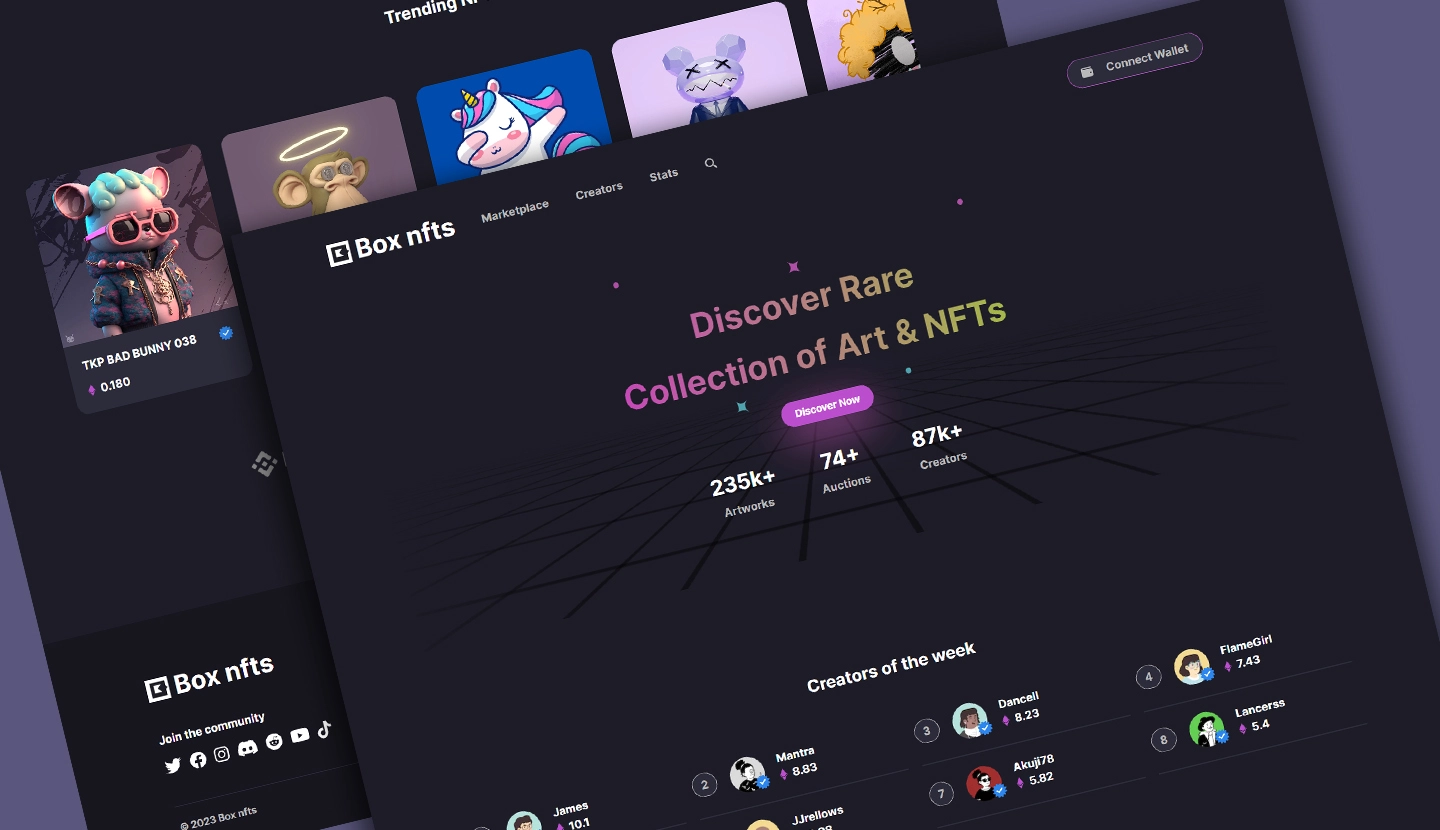 Trending
TKP BAD BUNNY 038
0.180
Box nfts
Join the community
© 2023 Box nfts
Box nfts
Marketplace
Creators
Stats
Connect Wallet
Discover Rare
Collection of Art & NFTs
Discover Now
235k+
Artworks
74+
Auctions
87k+
Creators
Creators of the week
James
10.1
2
Mantra
8.83
3
Dancell
8.23
4
FlameGirl
7.43
JJrellows
7
Akuji78
5.82
8
Lancerss
5.4